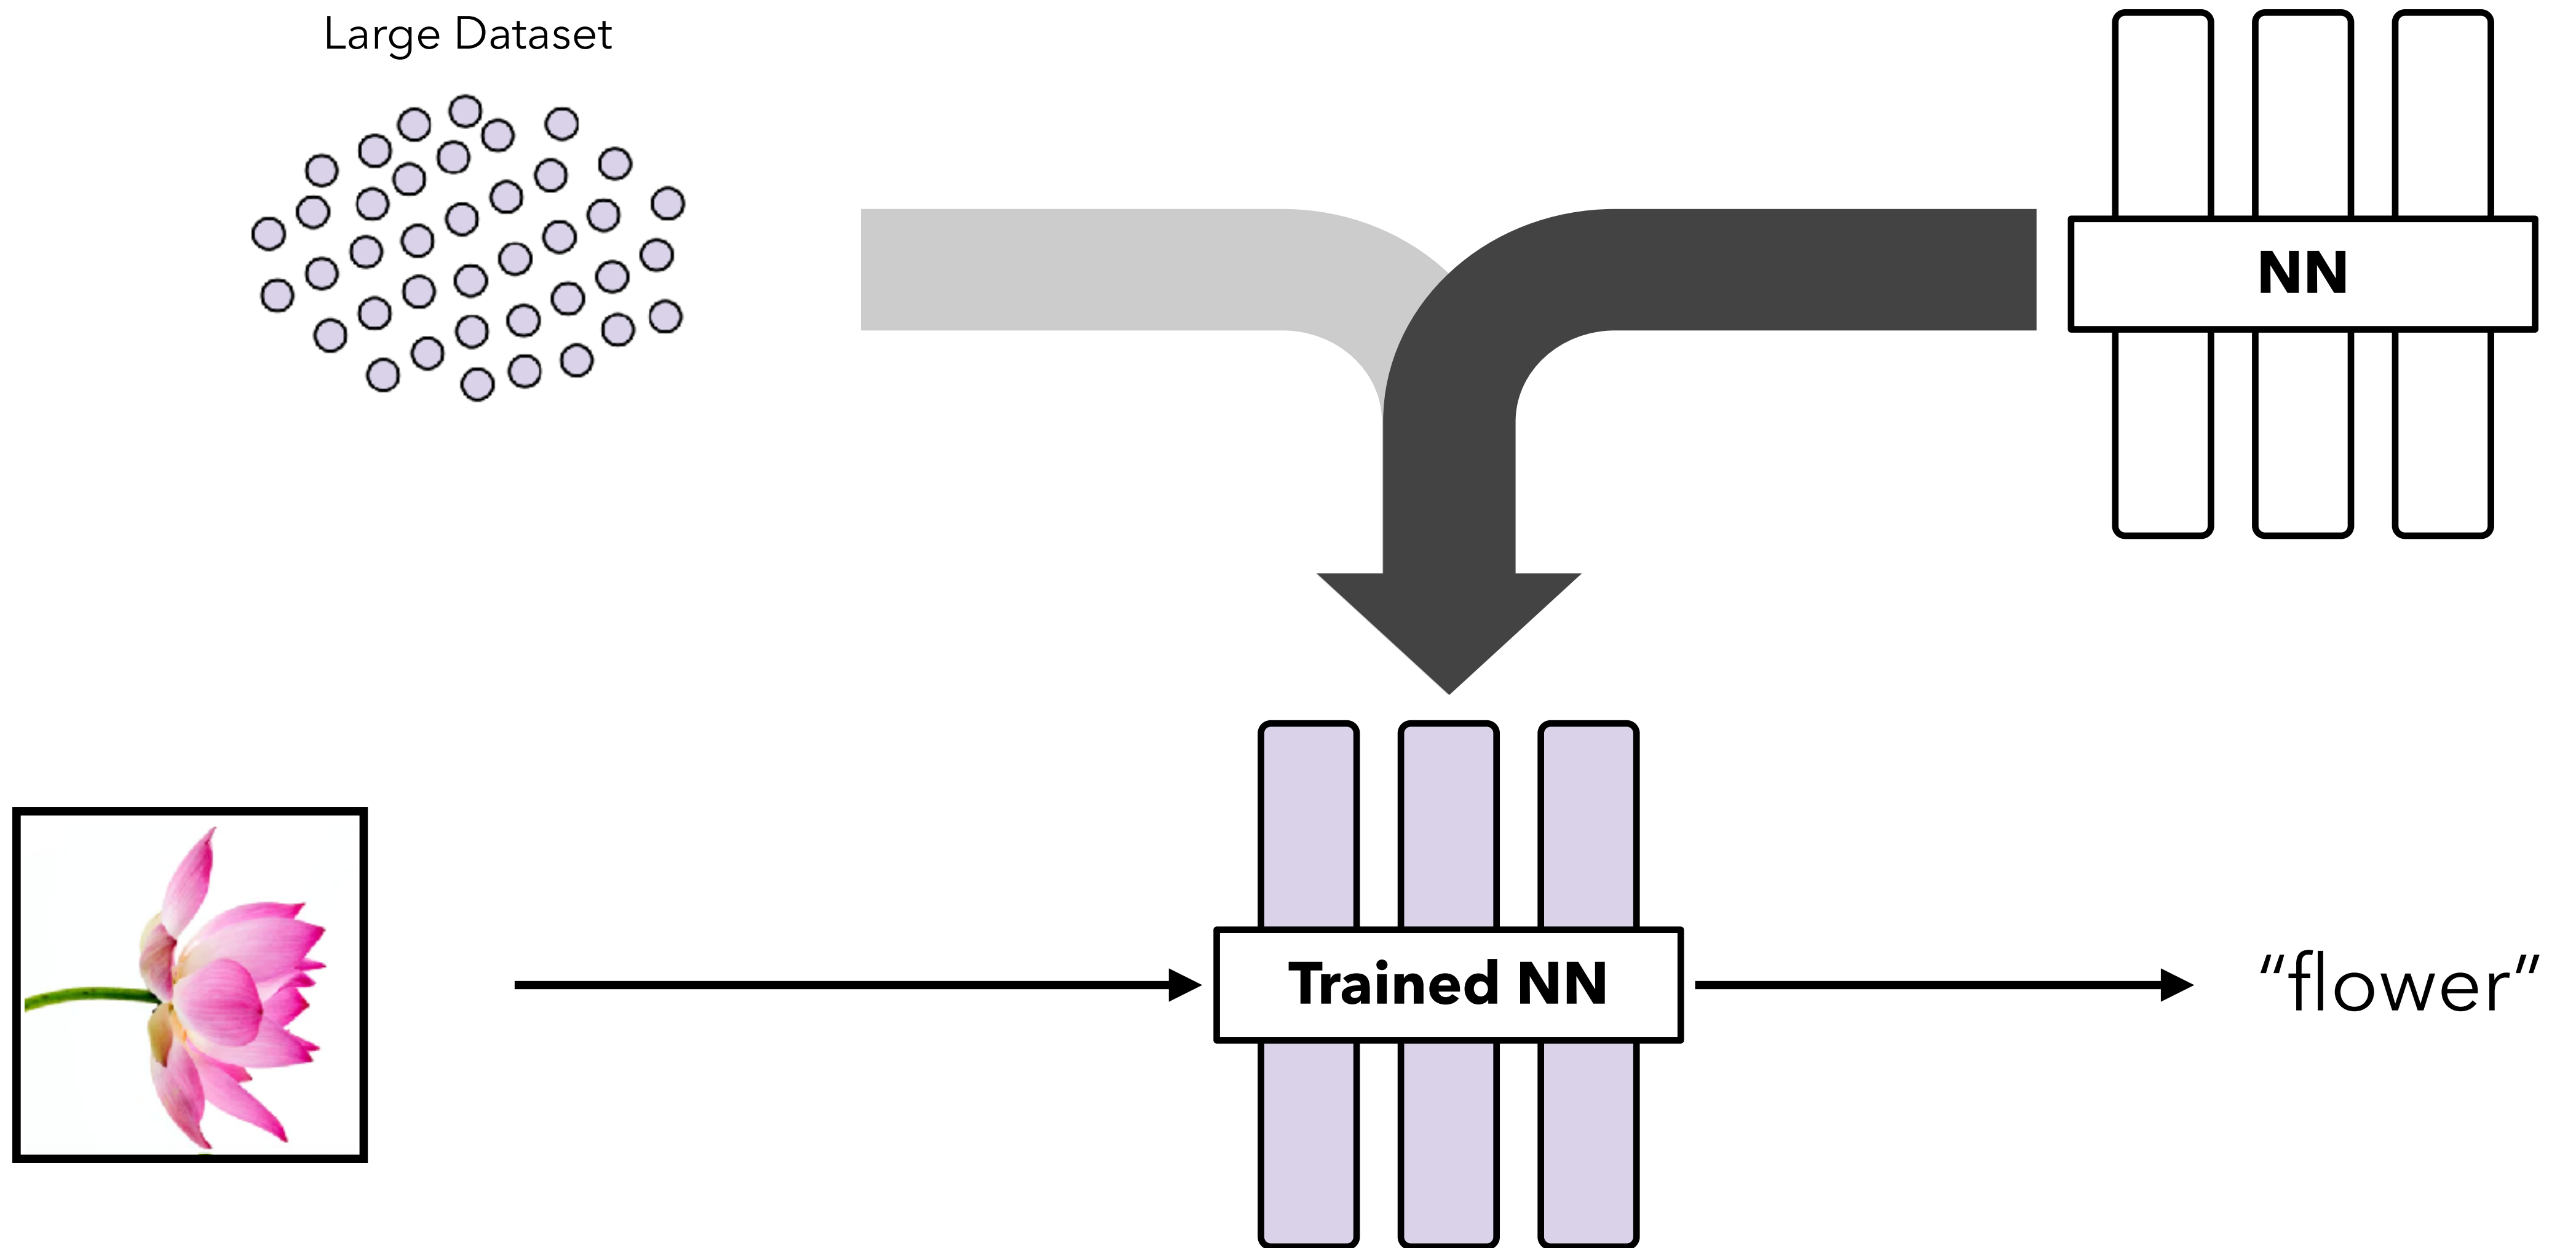 Large Dataset
NN
Trained NN
“flower”